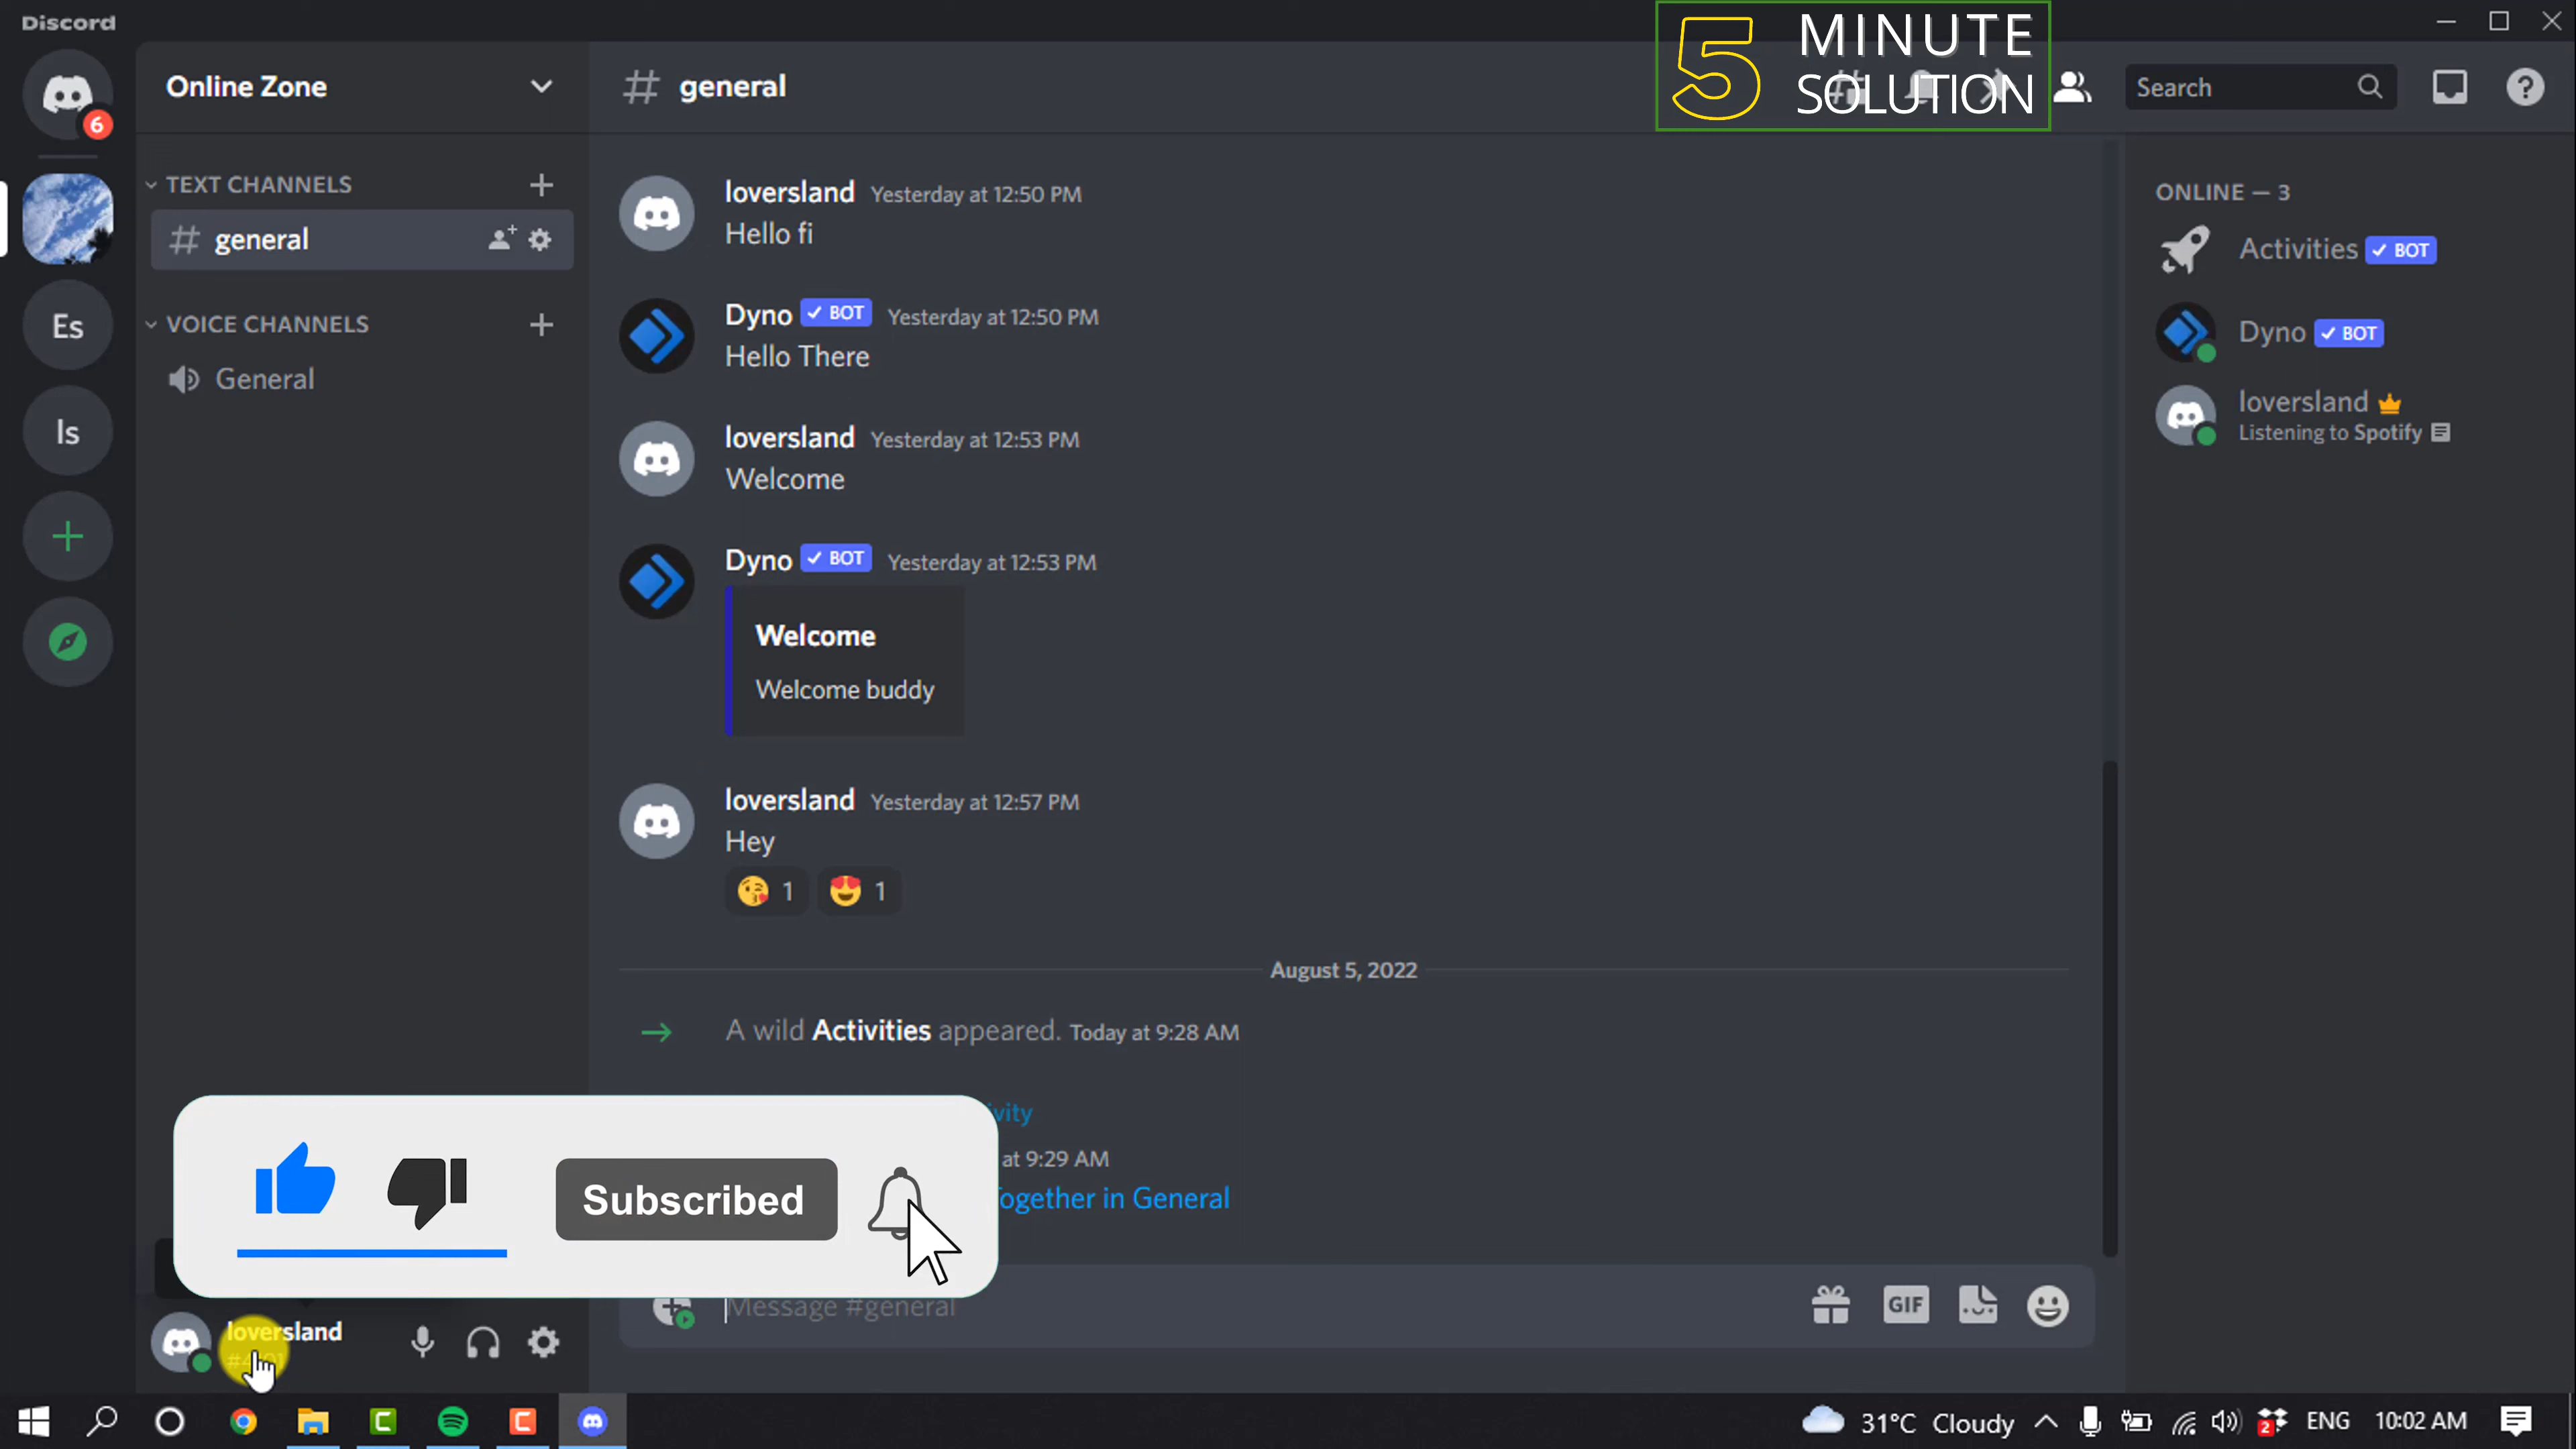 Discord
5 MINUTE
SOLUTION
Online Zone
general
Search
6
TEXT CHANNELS
general
VOICE CHANNELS
General
Es
Is
loversland Yesterday at 12:50 PM
Hello fi
Dyno BOT Yesterday at 12:50 PM
Hello There
loversland Yesterday at 12:53 PM
Welcome
Dyno BOT Yesterday at 12:53 PM
Welcome
Welcome buddy
loversland Yesterday at 12:57 PM
Hey
1 1
August 5, 2022
A wild Activities appeared. Today at 9:28 AM
at 9:29 AM
ogether in General
Subscribed
Message #general
GIF
loversland
ONLINE — 3
Activities BOT
Dyno BOT
loversland
Listening to Spotify
31°C Cloudy
2
ENG
10:02 AM